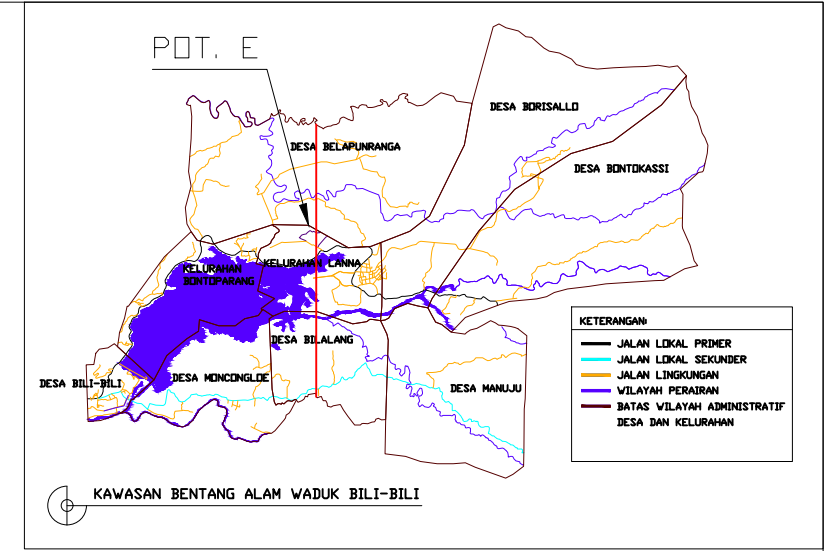 POT. E
DESA BORISALLO
DESA BELAPUNRANGA
DESA BONTOKASSI
KELURAHAN LANNA
KELURAHAN
BONTOPARANG
DESA BILALANG
DESA BILI-BILI
DESA MONCONGLOE
DESA MANUJU
KETERANGAN:
JALAN LOKAL PRIMER
JALAN LOKAL SEKUNDER
JALAN LINGKUNGAN
WILAYAH PERAIRAN
BATAS WILAYAH ADMINISTRATIF
DESA DAN KELURAHAN
KAWASAN BENTANG ALAM WADUK BILI-BILI